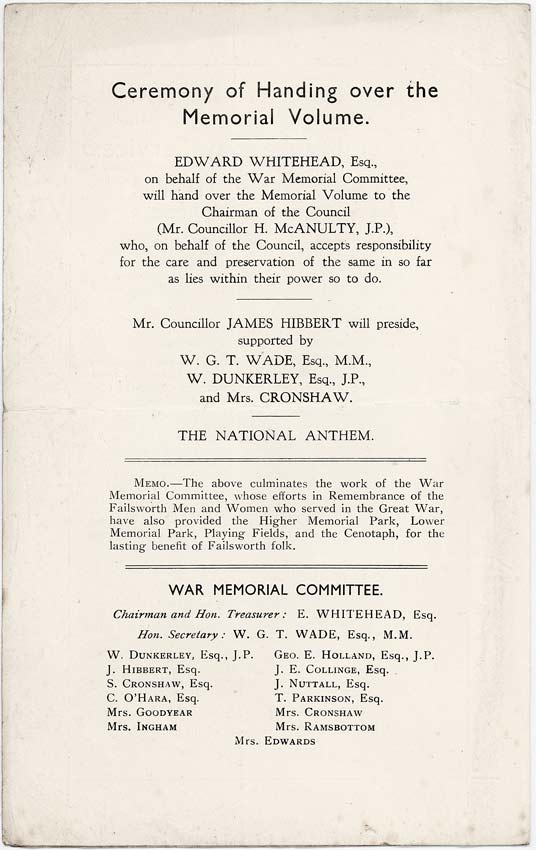 Ceremony of Handing over the
Memorial Volume.
EDWARD WHITEHEAD, Esq.,
on behalf of the War Memorial Committee,
will hand over the Memorial Volume to the
Chairman of the Council
(Mr. Councillor H. McANULTY, J.P.),
who, on behalf of the Council, accepts responsibility
for the care and preservation of the same in so far
as lies within their power so to do.
Mr. Councillor JAMES HIBBERT will preside,
supported by
W. G. T. WADE, Esq., M.M.,
W. DUNKERLEY, Esq., J.P.,
and Mrs. CRONSHAW.
THE NATIONAL ANTHEM.
MEMO.—The above culminates the work of the War
Memorial Committee, whose efforts in Remembrance of the
Failsworth Men and Women who served in the Great War,
have also provided the Higher Memorial Park, Lower
Memorial Park, Playing Fields, and the Cenotaph, for the
lasting benefit of Failsworth folk.
WAR MEMORIAL COMMITTEE.
Chairman and Hon. Treasurer: E. WHITEHEAD, Esq.
Hon. Secretary: W. G. T. WADE, Esq., M.M.
W. DUNKERLEY, Esq., J.P. GEO. E. HOLLAND, Esq., J.P.
J. HIBBERT, Esq. J. E. COLLINGE, Esq.
S. CRONSHAW, Esq. J. NUTTALL, Esq.
C. O'HARA, Esq. T. PARKINSON, Esq.
Mrs. GOODYEAR Mrs. CRONSHAW
Mrs. INGHAM Mrs. RAMSBOTTOM
Mrs. EDWARDS